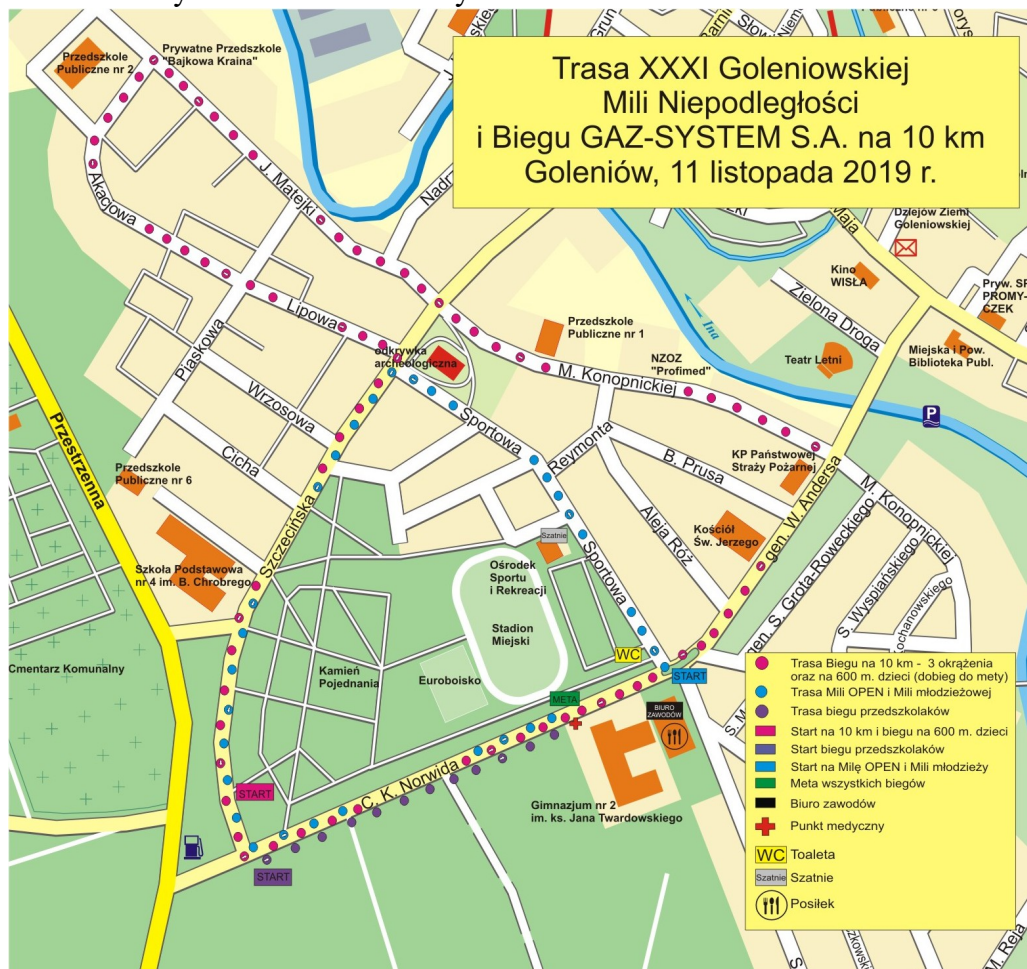 Trasa XXXI Goleniowskiej
Mili Niepodległości
i Biegu GAZ-SYSTEM S.A. na 10 km
Goleniów, 11 listopada 2019 r.
Przedszkole
Publiczne nr 2
Prywatne Przedszkole
"Bajkowa Kraina"
Akacjowa
J. Matejki
Lipowa
Piaskowa
Wrzosowa
Cicha
Przestrzenna
odkrywka
archeologiczna
Przedszkole
Publiczne nr 1
M. Konopnickiej
NZOZ
"Profimed"
Ina
Dziejów Ziemi
Goleniowskiej
Maja
Kino
WISŁA
Zielona Droga
Teatr Letni
Pryw. SP
PROMY-
CZEK
Miejska i Pow.
Biblioteka Publ.
P
Sportowa
Reymonta
B. Prusa
KP Państwowej
Straży Pożarnej
gen. W. Andersa
M. Konopnickiej
Przedszkole
Publiczne nr 6
Szczecińska
Szkoła Podstawowa
nr 4 im. B. Chrobrego
Szatnie
Ośrodek
Sportu
i Rekreacji
Sportowa
Aleja Róż
Kościół
Św. Jerzego
gen. S. Grota-Roweckiego
S. Wyspiańskiego
Cmentarz Komunalny
Kamień
Pojednania
Stadion
Miejski
Euroboisko
WC
START
META
BIURO
ZAWODÓW
C. K. Norwida
START
START
Gimnazjum nr 2
im. ks. Jana Twardowskiego
Trasa Biegu na 10 km - 3 okrążenia
oraz na 600 m. dzieci (dobieg do mety)
Trasa Mili OPEN i Mili młodzieżowej
Trasa biegu przedszkolaków
Start na 10 km i biegu na 600 m. dzieci
Start biegu przedszkolaków
Start na Milę OPEN i Mili młodzieży
Meta wszystkich biegów
Biuro zawodów
Punkt medyczny
WC Toaleta
Szatnie Szatnie
Posiłek
M. Reja